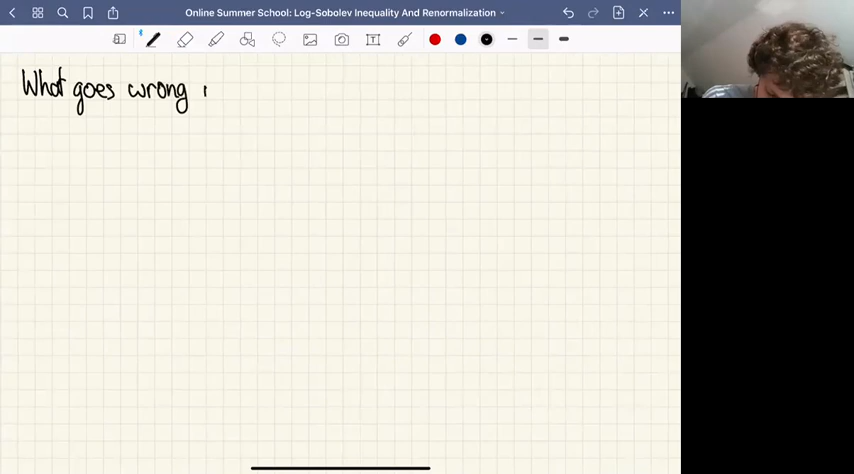 Online Summer School: Log-Sobolev Inequality And Renormalization
What goes wrong